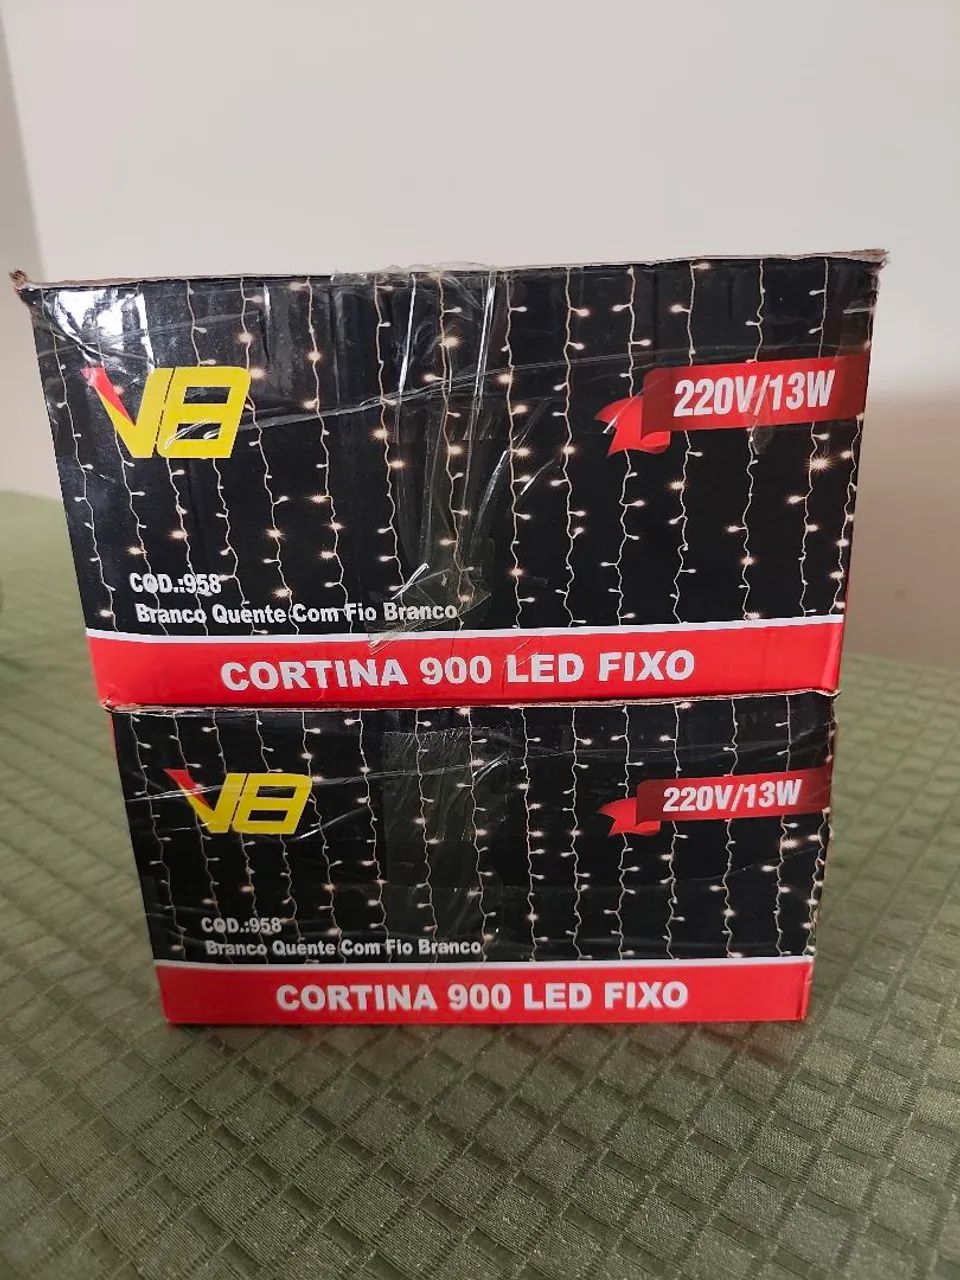 V8
220V/13W
COD.:958
Branco Quente Com Fio Branco
CORTINA 900 LED FIXO
V8
220V/13W
COD.:958
Branco Quente Com Fio Branco
CORTINA 900 LED FIXO